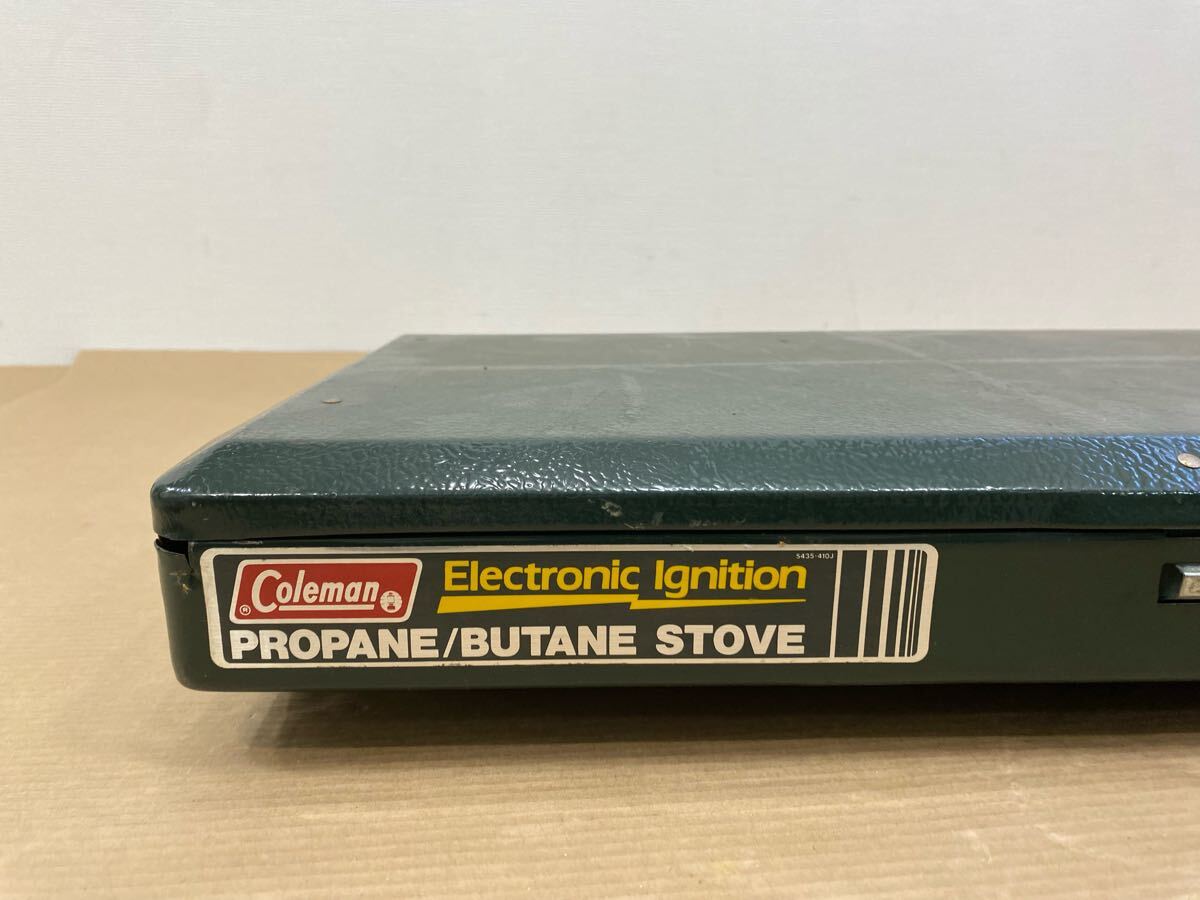 Coleman ®
Electronic Ignition
5435-410J
PROPANE/BUTANE STOVE